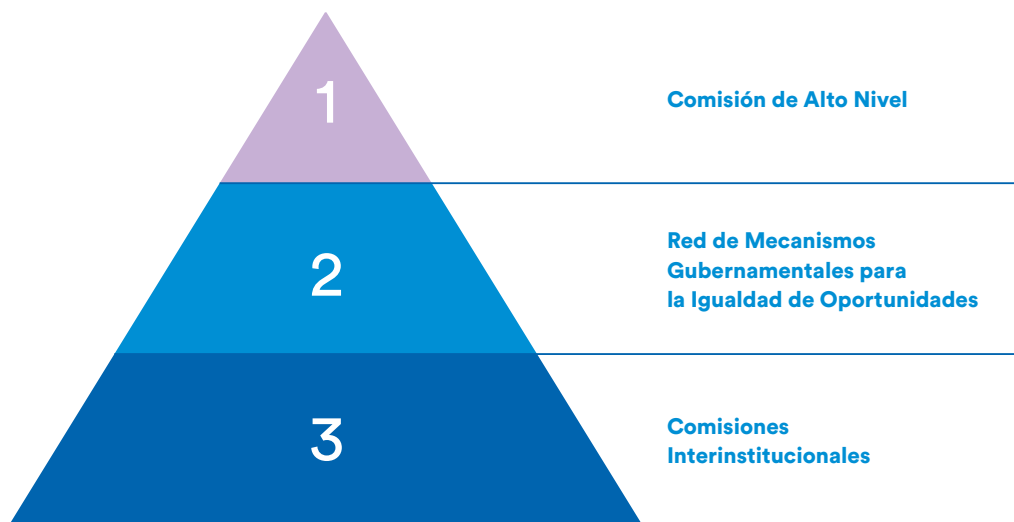 1
Comisión de Alto Nivel
2
Red de Mecanismos
Gubernamentales para
la Igualdad de Oportunidades
3
Comisiones
Interinstitucionales